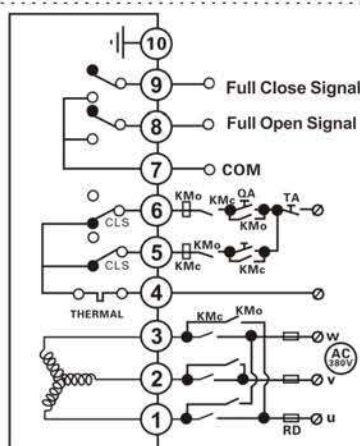 10
9 Full Close Signal
8 Full Open Signal
7 COM
6 KMo KMc QA TA
CLS KMo
5 KMo
CLS KMc KMc
4
THERMAL
3 KMc KMo w
AC
380V
2 v
1 u
RD